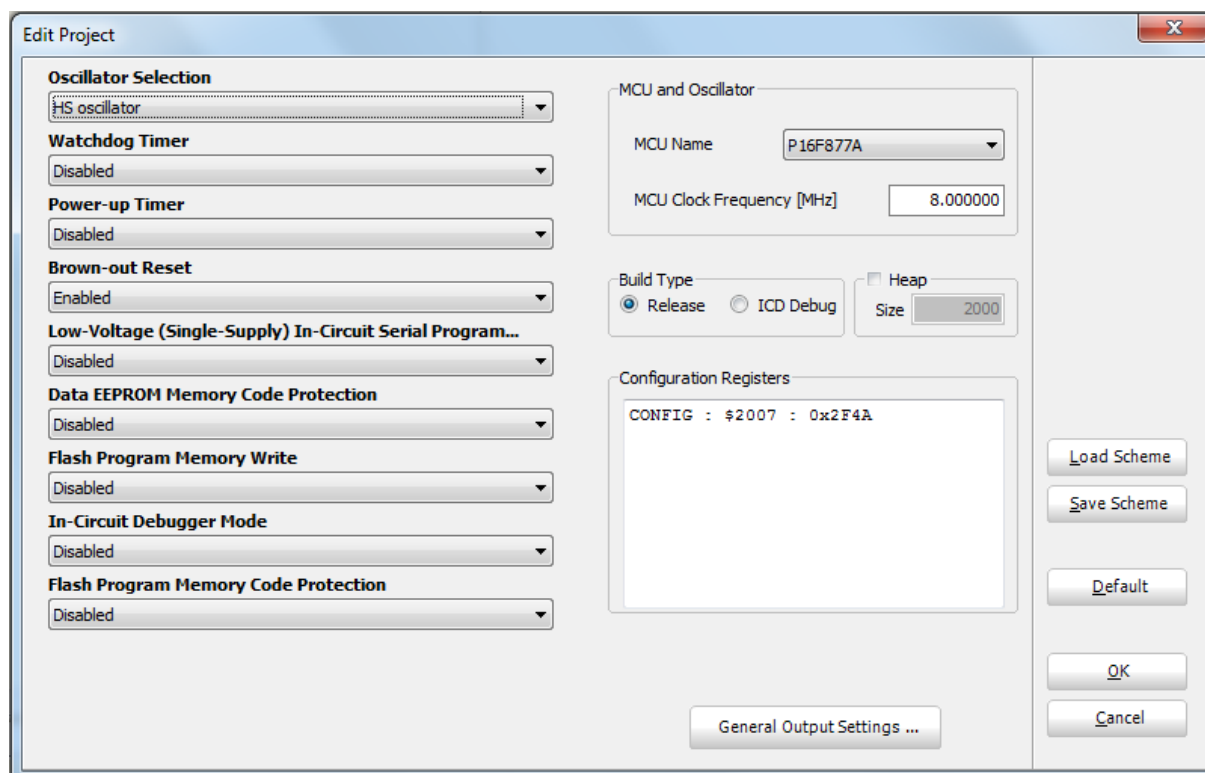 Edit Project
Oscillator Selection
HS oscillator
Watchdog Timer
Disabled
Power-up Timer
Disabled
Brown-out Reset
Enabled
Low-Voltage (Single-Supply) In-Circuit Serial Program...
Disabled
Data EEPROM Memory Code Protection
Disabled
Flash Program Memory Write
Disabled
In-Circuit Debugger Mode
Disabled
Flash Program Memory Code Protection
Disabled
MCU and Oscillator
MCU Name P16F877A
MCU Clock Frequency [MHz] 8.000000
Build Type
Release ICD Debug
Heap
Size 2000
Configuration Registers
CONFIG : $2007 : 0x2F4A
General Output Settings ...
Load Scheme
Save Scheme
Default
OK
Cancel